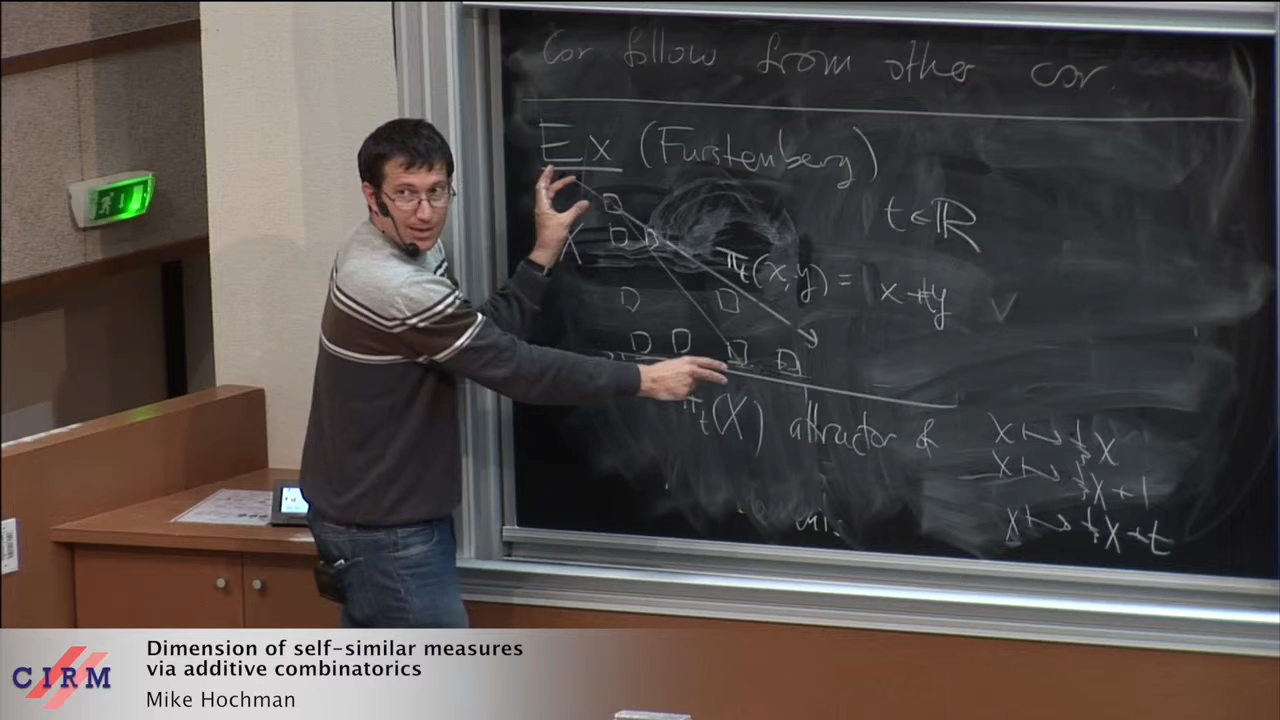 Cor follow from other cor.
Ex (Furstenberg)
t ∈ ℝ
X
π_t(x,y) = x+ty
π_t(X) attractor of
x ↦ ⅓x
x ↦ ⅓x+1
x ↦ ⅓x+t
CIRM
Dimension of self-similar measures
via additive combinatorics
Mike Hochman